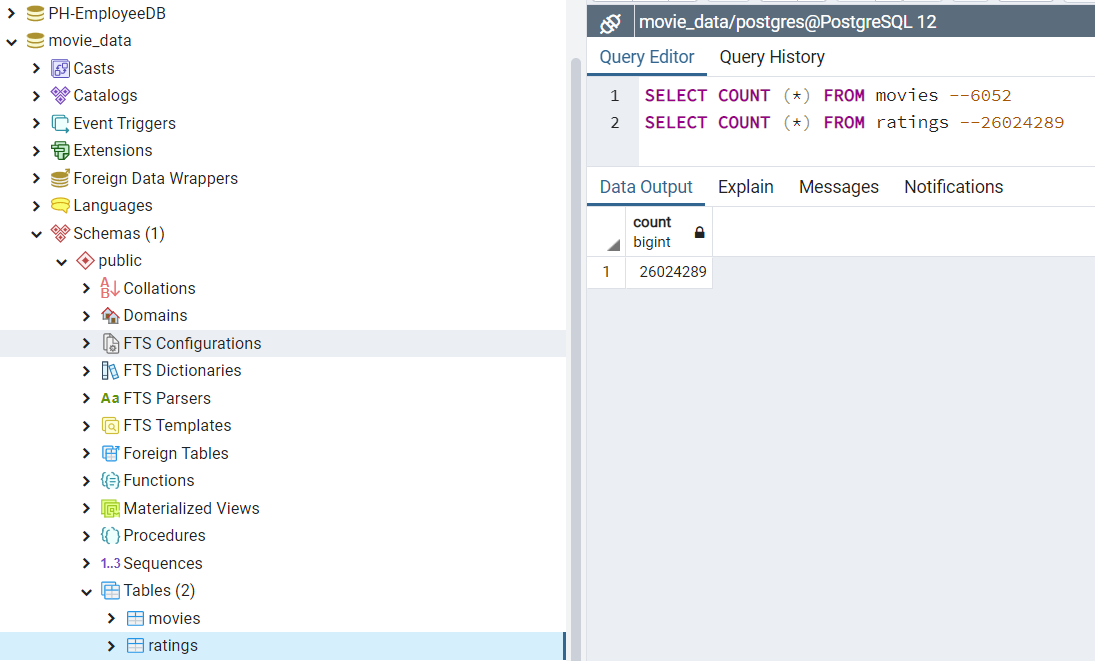 PH-EmployeeDB
movie_data
Casts
Catalogs
Event Triggers
Extensions
Foreign Data Wrappers
Languages
Schemas (1)
public
Collations
Domains
FTS Configurations
FTS Dictionaries
Aa FTS Parsers
FTS Templates
Foreign Tables
Functions
Materialized Views
Procedures
1..3 Sequences
Tables (2)
movies
ratings
movie_data/postgres@PostgreSQL 12
Query Editor Query History
1 SELECT COUNT (*) FROM movies --6052
2 SELECT COUNT (*) FROM ratings --26024289
Data Output Explain Messages Notifications
count
bigint
1 26024289